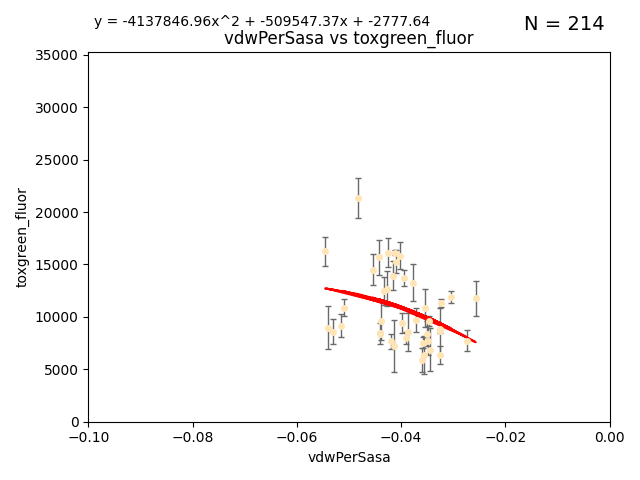 y = -4137846.96x^2 + -509547.37x + -2777.64
N = 214
vdwPerSasa vs toxgreen_fluor
35000
30000
25000
20000
15000
10000
5000
0
toxgreen_fluor
−0.10 −0.08 −0.06 −0.04 −0.02 0.00
vdwPerSasa